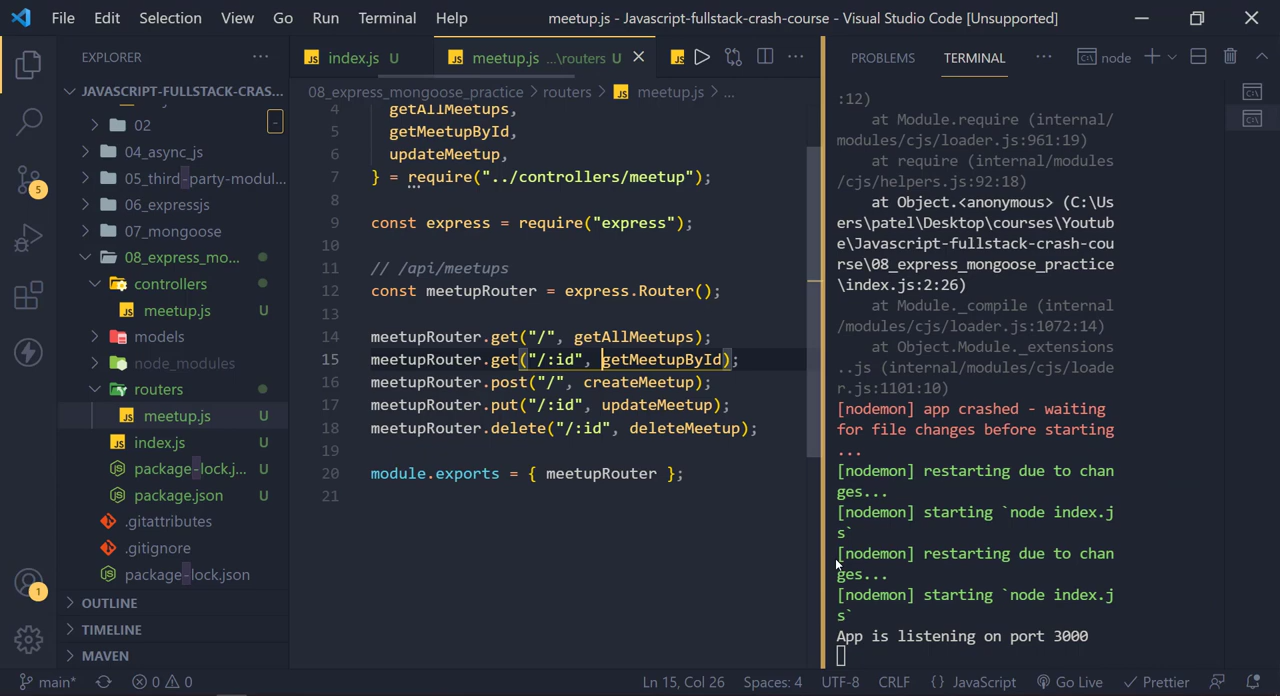 File Edit Selection View Go Run Terminal Help
meetup.js - Javascript-fullstack-crash-course - Visual Studio Code [Unsupported]
EXPLORER
JAVASCRIPT-FULLSTACK-CRAS...
02
04_async_js
05_third-party-modul...
06_expressjs
07_mongoose
08_express_mo...
controllers
meetup.js U
models
node_modules
routers
meetup.js U
index.js U
package-lock.j... U
package.json U
.gitattributes
.gitignore
package-lock.json
OUTLINE
TIMELINE
MAVEN
5
1
index.js U
meetup.js ...\routers U
08_express_mongoose_practice > routers > meetup.js > ...
4 getAllMeetups,
5 getMeetupById,
6 updateMeetup,
7 } = require("../controllers/meetup");
8
9 const express = require("express");
10
11 // /api/meetups
12 const meetupRouter = express.Router();
13
14 meetupRouter.get("/", getAllMeetups);
15 meetupRouter.get("/:id", getMeetupById);
16 meetupRouter.post("/", createMeetup);
17 meetupRouter.put("/:id", updateMeetup);
18 meetupRouter.delete("/:id", deleteMeetup);
19
20 module.exports = { meetupRouter };
21
PROBLEMS TERMINAL ... node
:12)
at Module.require (internal/
modules/cjs/loader.js:961:19)
at require (internal/modules
/cjs/helpers.js:92:18)
at Object.<anonymous> (C:\Us
ers\patel\Desktop\courses\Youtub
e\Javascript-fullstack-crash-cou
rse\08_express_mongoose_practice
\index.js:2:26)
at Module._compile (internal
/modules/cjs/loader.js:1072:14)
at Object.Module._extensions
..js (internal/modules/cjs/loade
r.js:1101:10)
[nodemon] app crashed - waiting
for file changes before starting
...
[nodemon] restarting due to chan
ges...
[nodemon] starting `node index.j
s`
[nodemon] restarting due to chan
ges...
[nodemon] starting `node index.j
s`
App is listening on port 3000
main* 0 0 Ln 15, Col 26 Spaces: 4 UTF-8 CRLF {} JavaScript Go Live Prettier